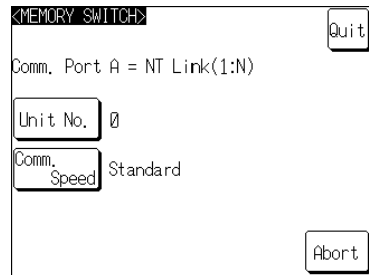 <MEMORY SWITCH>
Quit
Comm. Port A = NT Link(1:N)
Unit No. 0
Comm.
Speed Standard
Abort